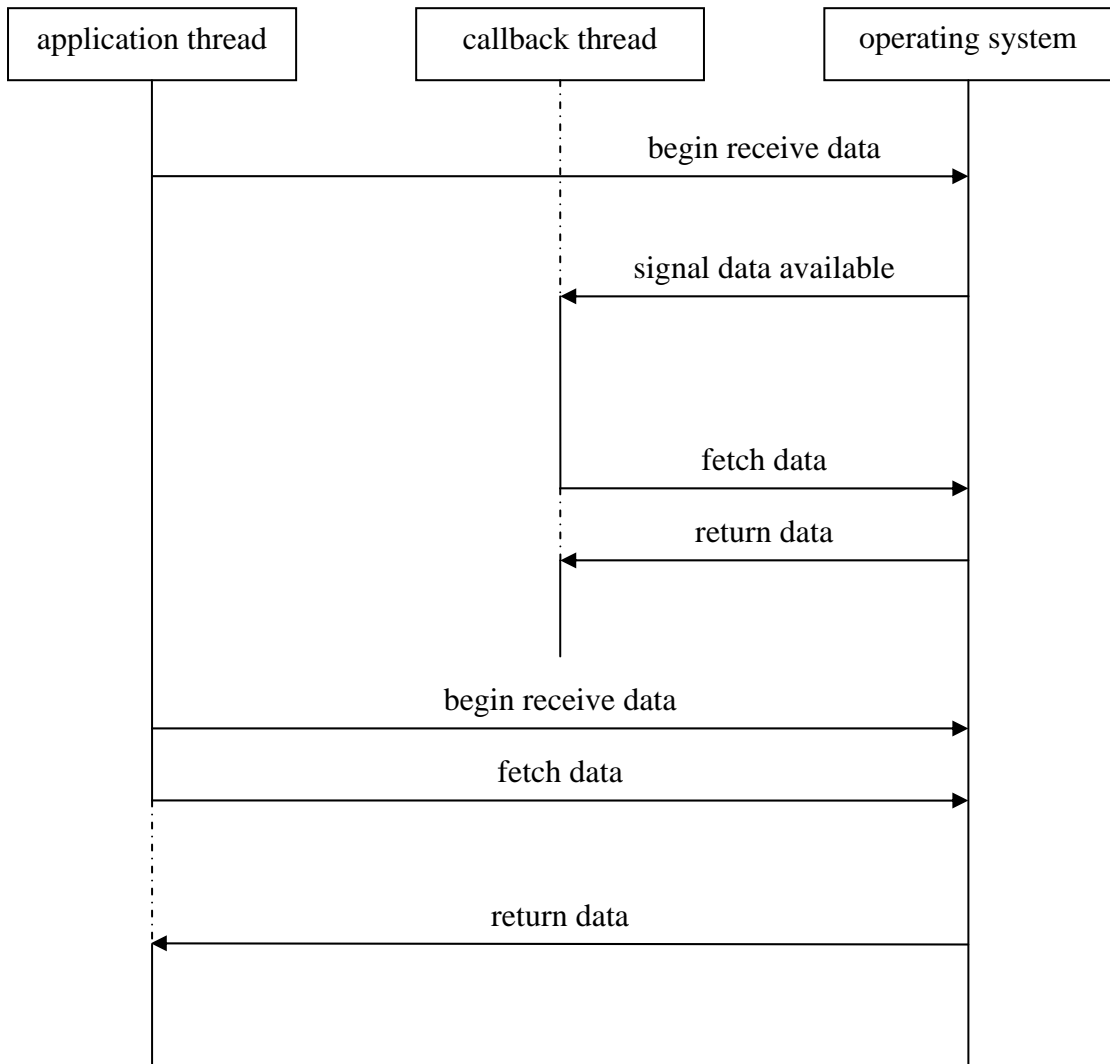 application thread
callback thread
operating system
begin receive data
signal data available
fetch data
return data
begin receive data
fetch data
return data